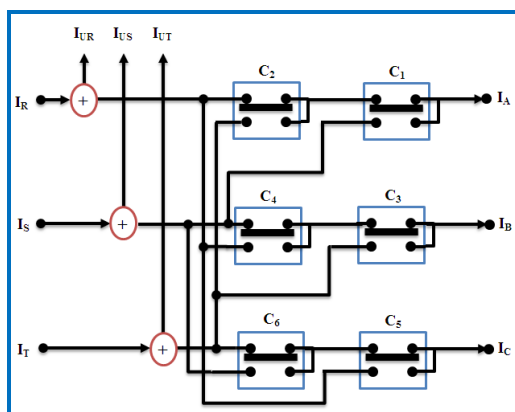 I_UR I_US I_UT
C₂ C₁
I_R + I_A
C₄ C₃
I_S + I_B
C₆ C₅
I_T + I_C